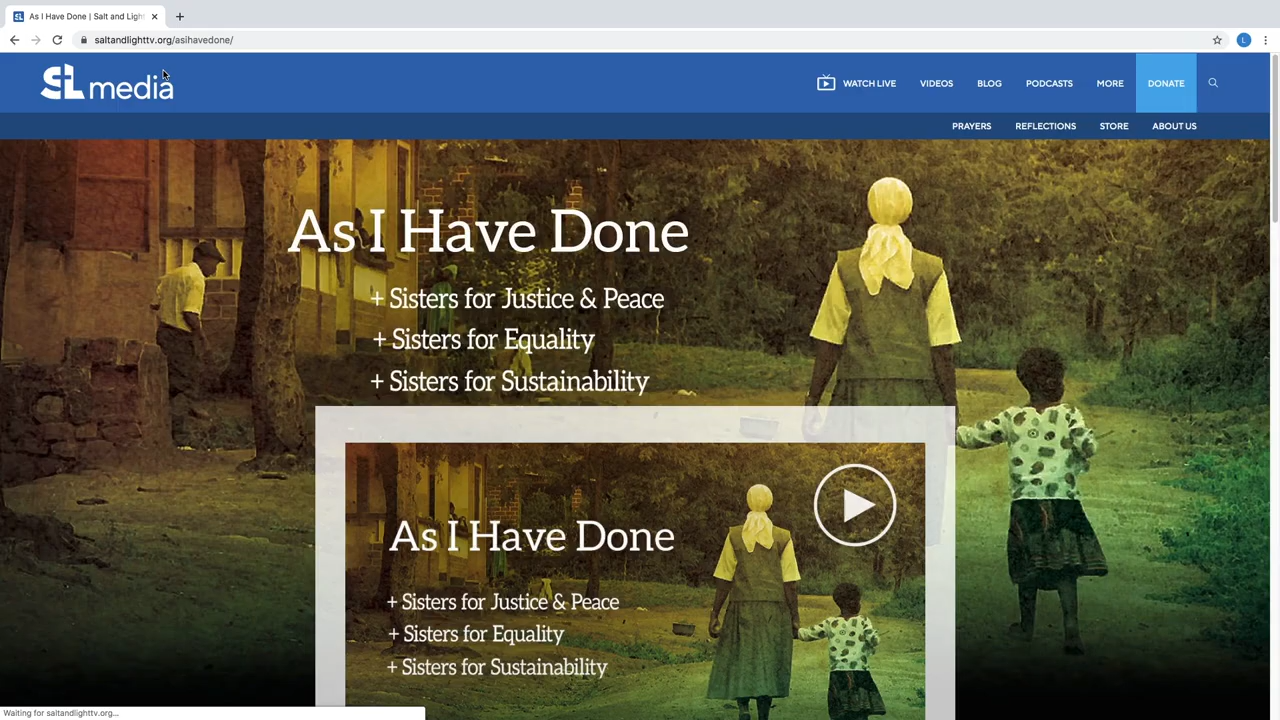 As I Have Done | Salt and Ligh
saltandlighttv.org/asihavedone/
L
SL media
WATCH LIVE
VIDEOS
BLOG
PODCASTS
MORE
DONATE
PRAYERS
REFLECTIONS
STORE
ABOUT US
As I Have Done
+ Sisters for Justice & Peace
+ Sisters for Equality
+ Sisters for Sustainability
As I Have Done
+ Sisters for Justice & Peace
+ Sisters for Equality
+ Sisters for Sustainability
Waiting for saltandlighttv.org...